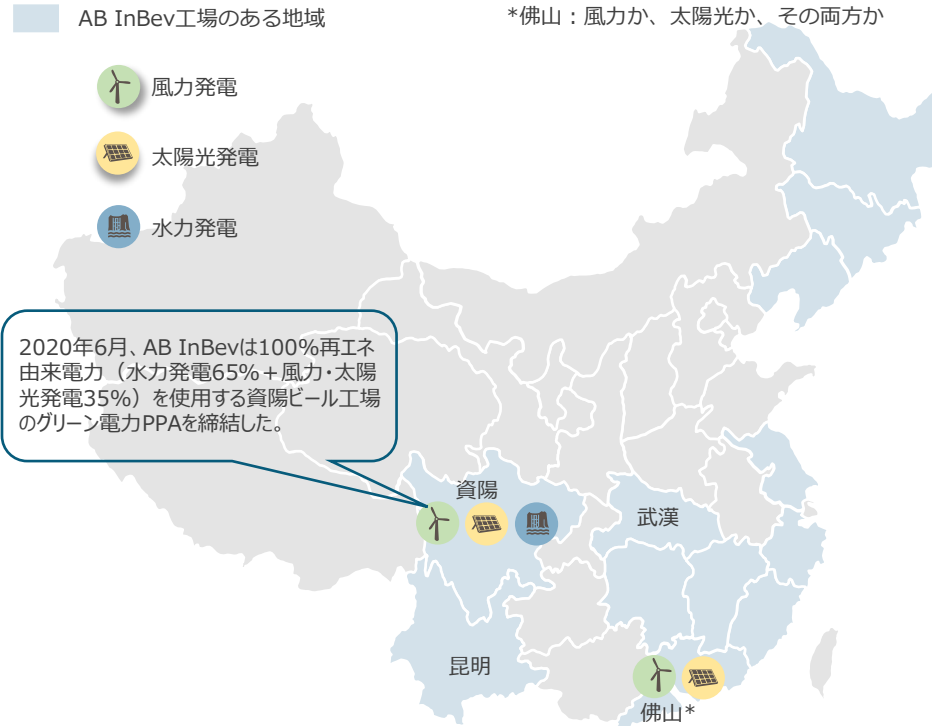 AB InBev工場のある地域
*佛山：風力か、太陽光か、その両方か
風力発電
太陽光発電
水力発電
2020年6月、AB InBevは100%再エネ
由来電力（水力発電65%＋風力・太陽
光発電35%）を使用する資陽ビール工場
のグリーン電力PPAを締結した。
資陽
武漢
昆明
佛山*